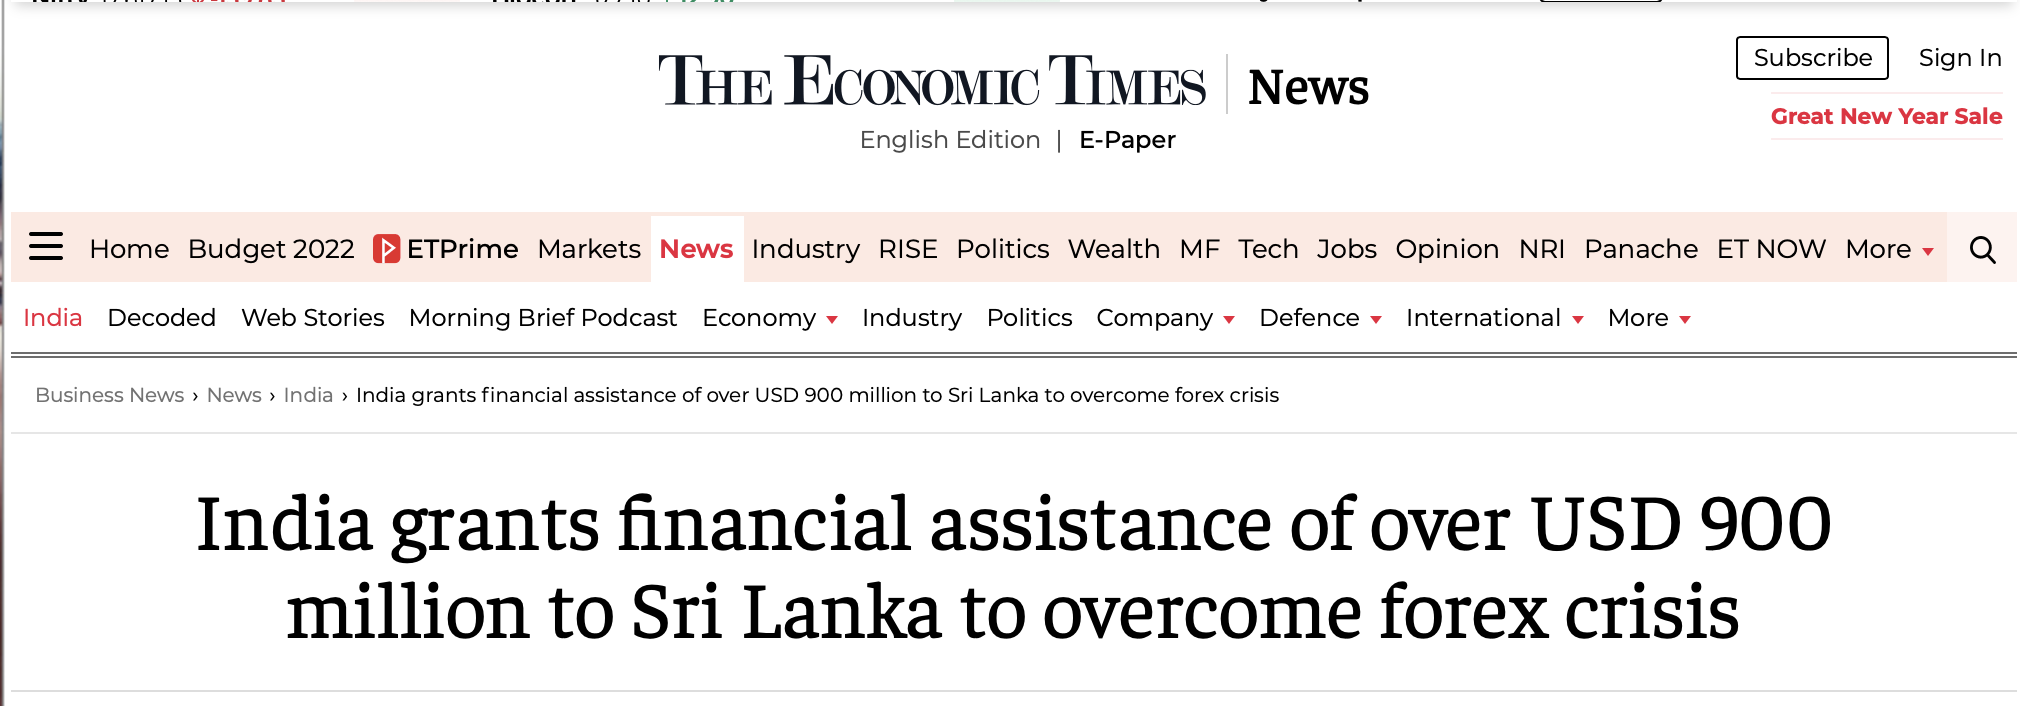 THE ECONOMIC TIMES | News
Subscribe Sign In
English Edition | E-Paper
Great New Year Sale
Home Budget 2022 ETPrime Markets News Industry RISE Politics Wealth MF Tech Jobs Opinion NRI Panache ET NOW More
India Decoded Web Stories Morning Brief Podcast Economy Industry Politics Company Defence International More
Business News › News › India › India grants financial assistance of over USD 900 million to Sri Lanka to overcome forex crisis
India grants financial assistance of over USD 900
million to Sri Lanka to overcome forex crisis